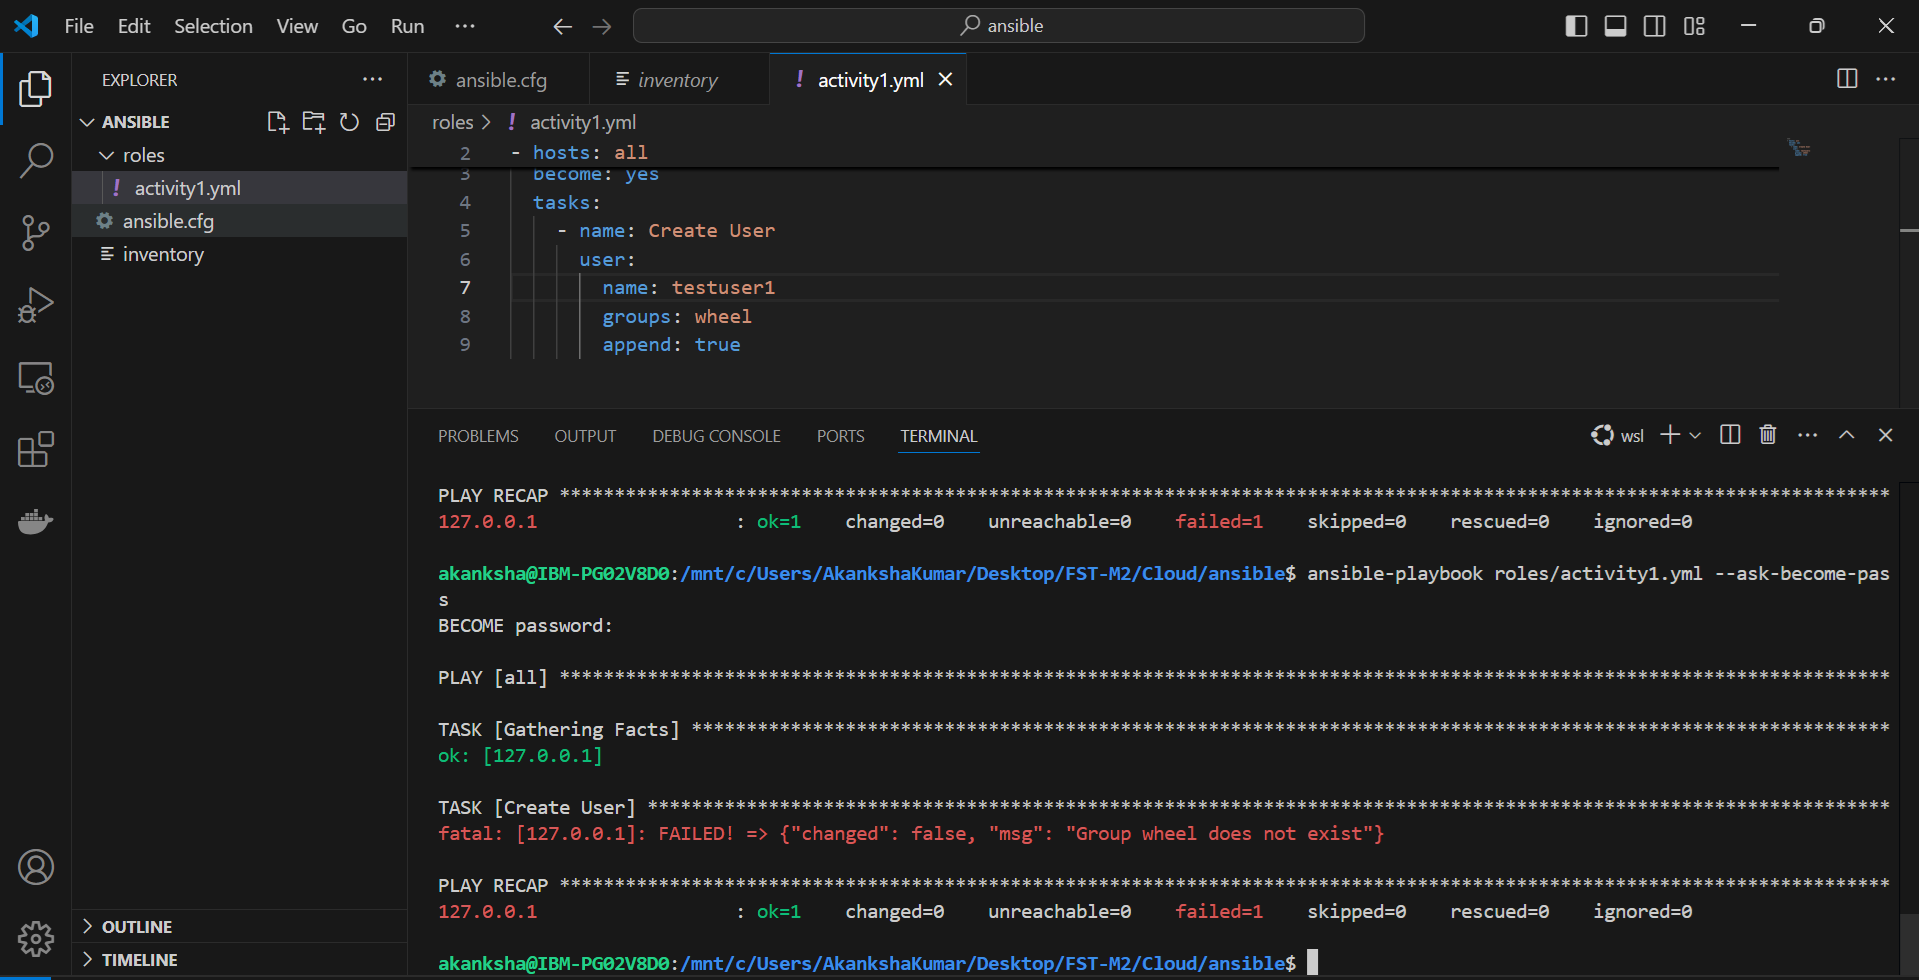 File Edit Selection View Go Run ··· ansible
EXPLORER ···
ANSIBLE
roles
! activity1.yml
ansible.cfg
inventory
OUTLINE
TIMELINE
ansible.cfg inventory ! activity1.yml
roles > ! activity1.yml
2 - hosts: all
3 become: yes
4 tasks:
5 - name: Create User
6 user:
7 name: testuser1
8 groups: wheel
9 append: true
PROBLEMS OUTPUT DEBUG CONSOLE PORTS TERMINAL wsl
PLAY RECAP *************************************************************************************************************************
127.0.0.1 : ok=1 changed=0 unreachable=0 failed=1 skipped=0 rescued=0 ignored=0
akanksha@IBM-PG02V8D0:/mnt/c/Users/AkankshaKumar/Desktop/FST-M2/Cloud/ansible$ ansible-playbook roles/activity1.yml --ask-become-pas
s
BECOME password:
PLAY [all] *************************************************************************************************************************
TASK [Gathering Facts] *************************************************************************************************************
ok: [127.0.0.1]
TASK [Create User] *****************************************************************************************************************
fatal: [127.0.0.1]: FAILED! => {"changed": false, "msg": "Group wheel does not exist"}
PLAY RECAP *************************************************************************************************************************
127.0.0.1 : ok=1 changed=0 unreachable=0 failed=1 skipped=0 rescued=0 ignored=0
akanksha@IBM-PG02V8D0:/mnt/c/Users/AkankshaKumar/Desktop/FST-M2/Cloud/ansible$